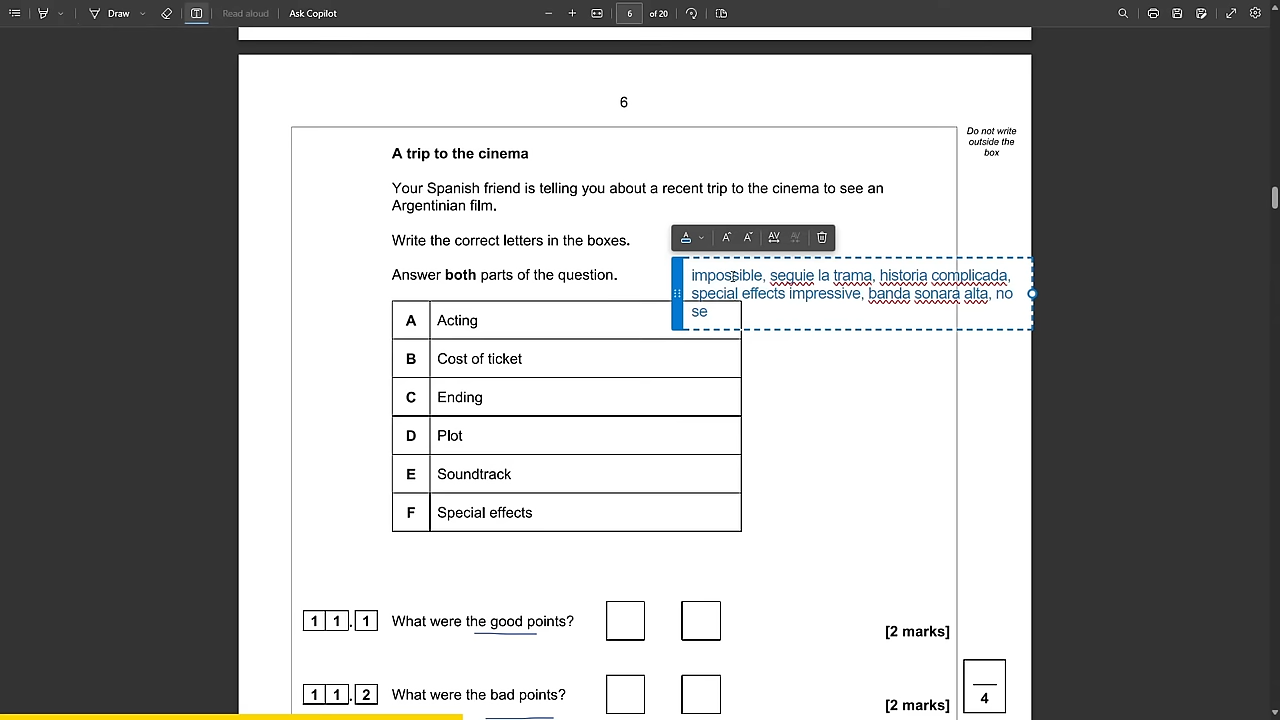 Draw
Read aloud
Ask Copilot
6 of 20
6
Do not write
outside the
box
A trip to the cinema
Your Spanish friend is telling you about a recent trip to the cinema to see an
Argentinian film.
Write the correct letters in the boxes.
Answer both parts of the question.
impossible, seguie la trama, historia complicada,
special effects impressive, banda sonara alta, no
se
A Acting
B Cost of ticket
C Ending
D Plot
E Soundtrack
F Special effects
1 1 . 1 What were the good points?
[2 marks]
1 1 . 2 What were the bad points?
[2 marks]
4